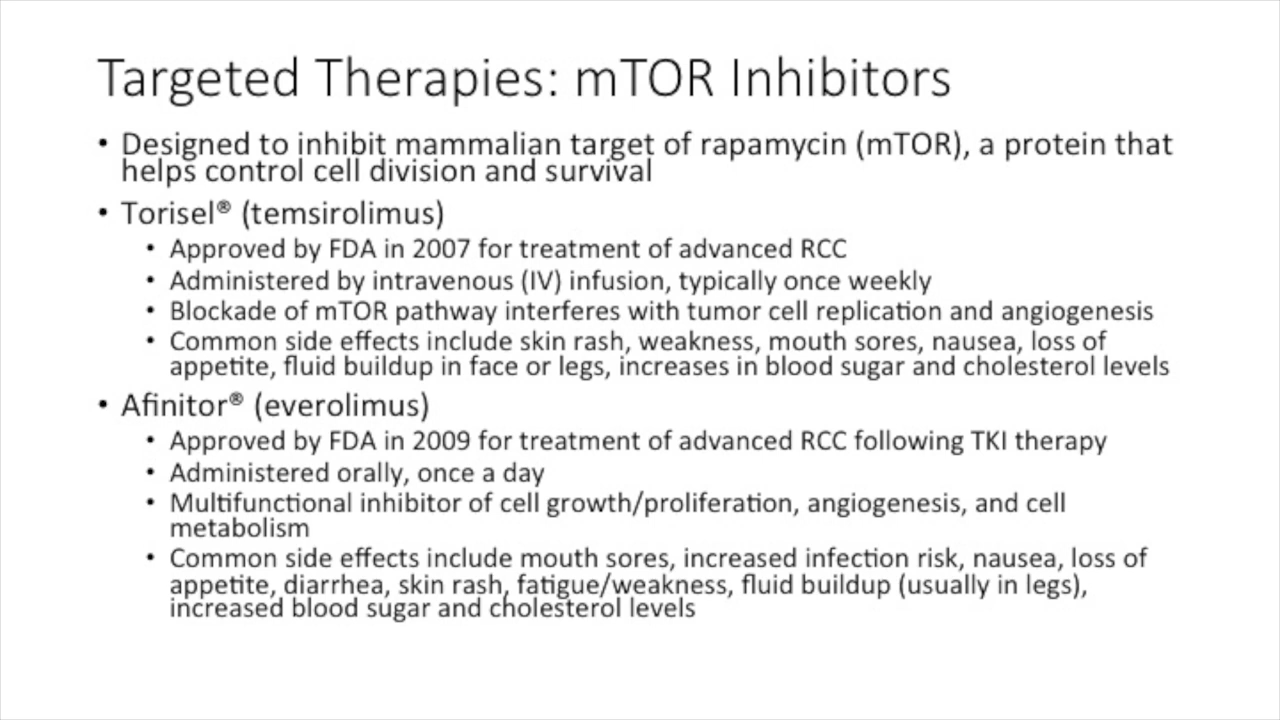 Targeted Therapies: mTOR Inhibitors
• Designed to inhibit mammalian target of rapamycin (mTOR), a protein that
helps control cell division and survival
• Torisel® (temsirolimus)
• Approved by FDA in 2007 for treatment of advanced RCC
• Administered by intravenous (IV) infusion, typically once weekly
• Blockade of mTOR pathway interferes with tumor cell replication and angiogenesis
• Common side effects include skin rash, weakness, mouth sores, nausea, loss of
appetite, fluid buildup in face or legs, increases in blood sugar and cholesterol levels
• Afinitor® (everolimus)
• Approved by FDA in 2009 for treatment of advanced RCC following TKI therapy
• Administered orally, once a day
• Multifunctional inhibitor of cell growth/proliferation, angiogenesis, and cell
metabolism
• Common side effects include mouth sores, increased infection risk, nausea, loss of
appetite, diarrhea, skin rash, fatigue/weakness, fluid buildup (usually in legs),
increased blood sugar and cholesterol levels